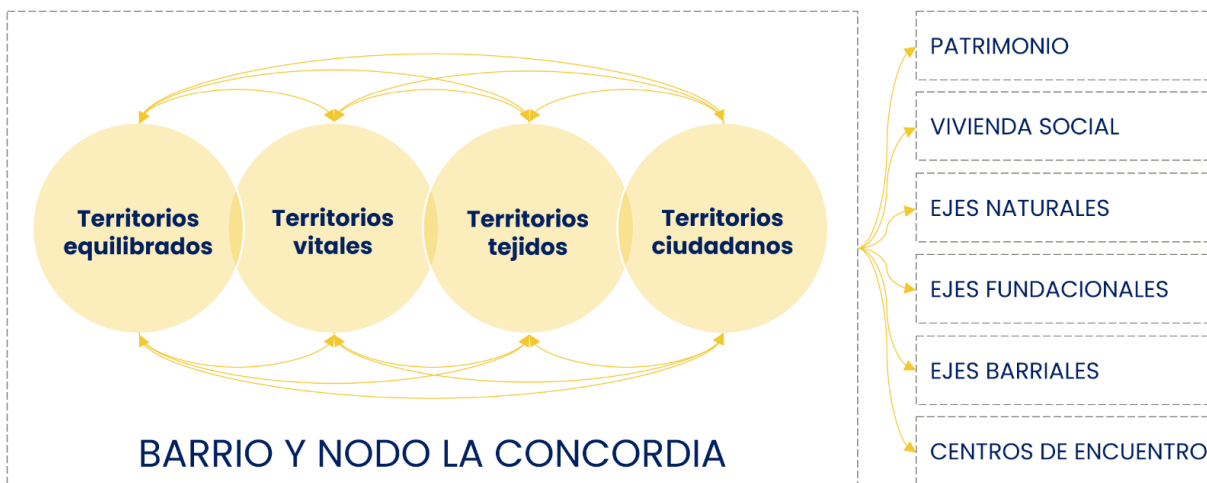 Territorios
equilibrados
Territorios
vitales
Territorios
tejidos
Territorios
ciudadanos
BARRIO Y NODO LA CONCORDIA
PATRIMONIO
VIVIENDA SOCIAL
EJES NATURALES
EJES FUNDACIONALES
EJES BARRIALES
CENTROS DE ENCUENTRO